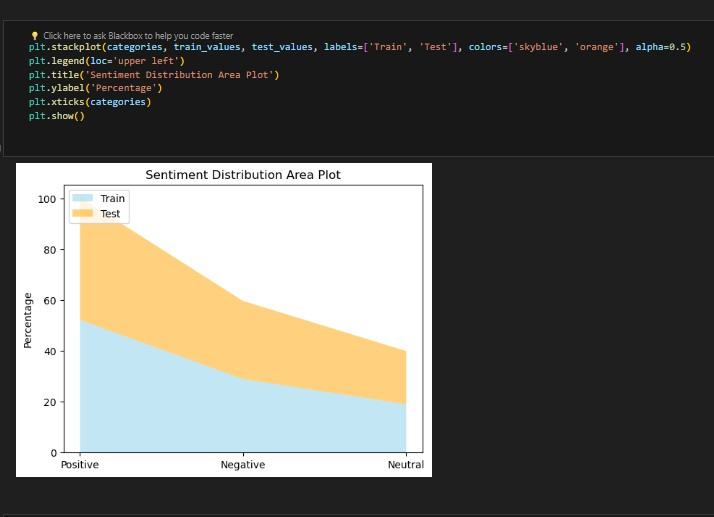 💡 Click here to ask Blackbox to help you code faster
plt.stackplot(categories, train_values, test_values, labels=['Train', 'Test'], colors=['skyblue', 'orange'], alpha=0.5)
plt.legend(loc='upper left')
plt.title('Sentiment Distribution Area Plot')
plt.ylabel('Percentage')
plt.xticks(categories)
plt.show()
Sentiment Distribution Area Plot
Train
Test
Percentage
100
80
60
40
20
0
Positive Negative Neutral